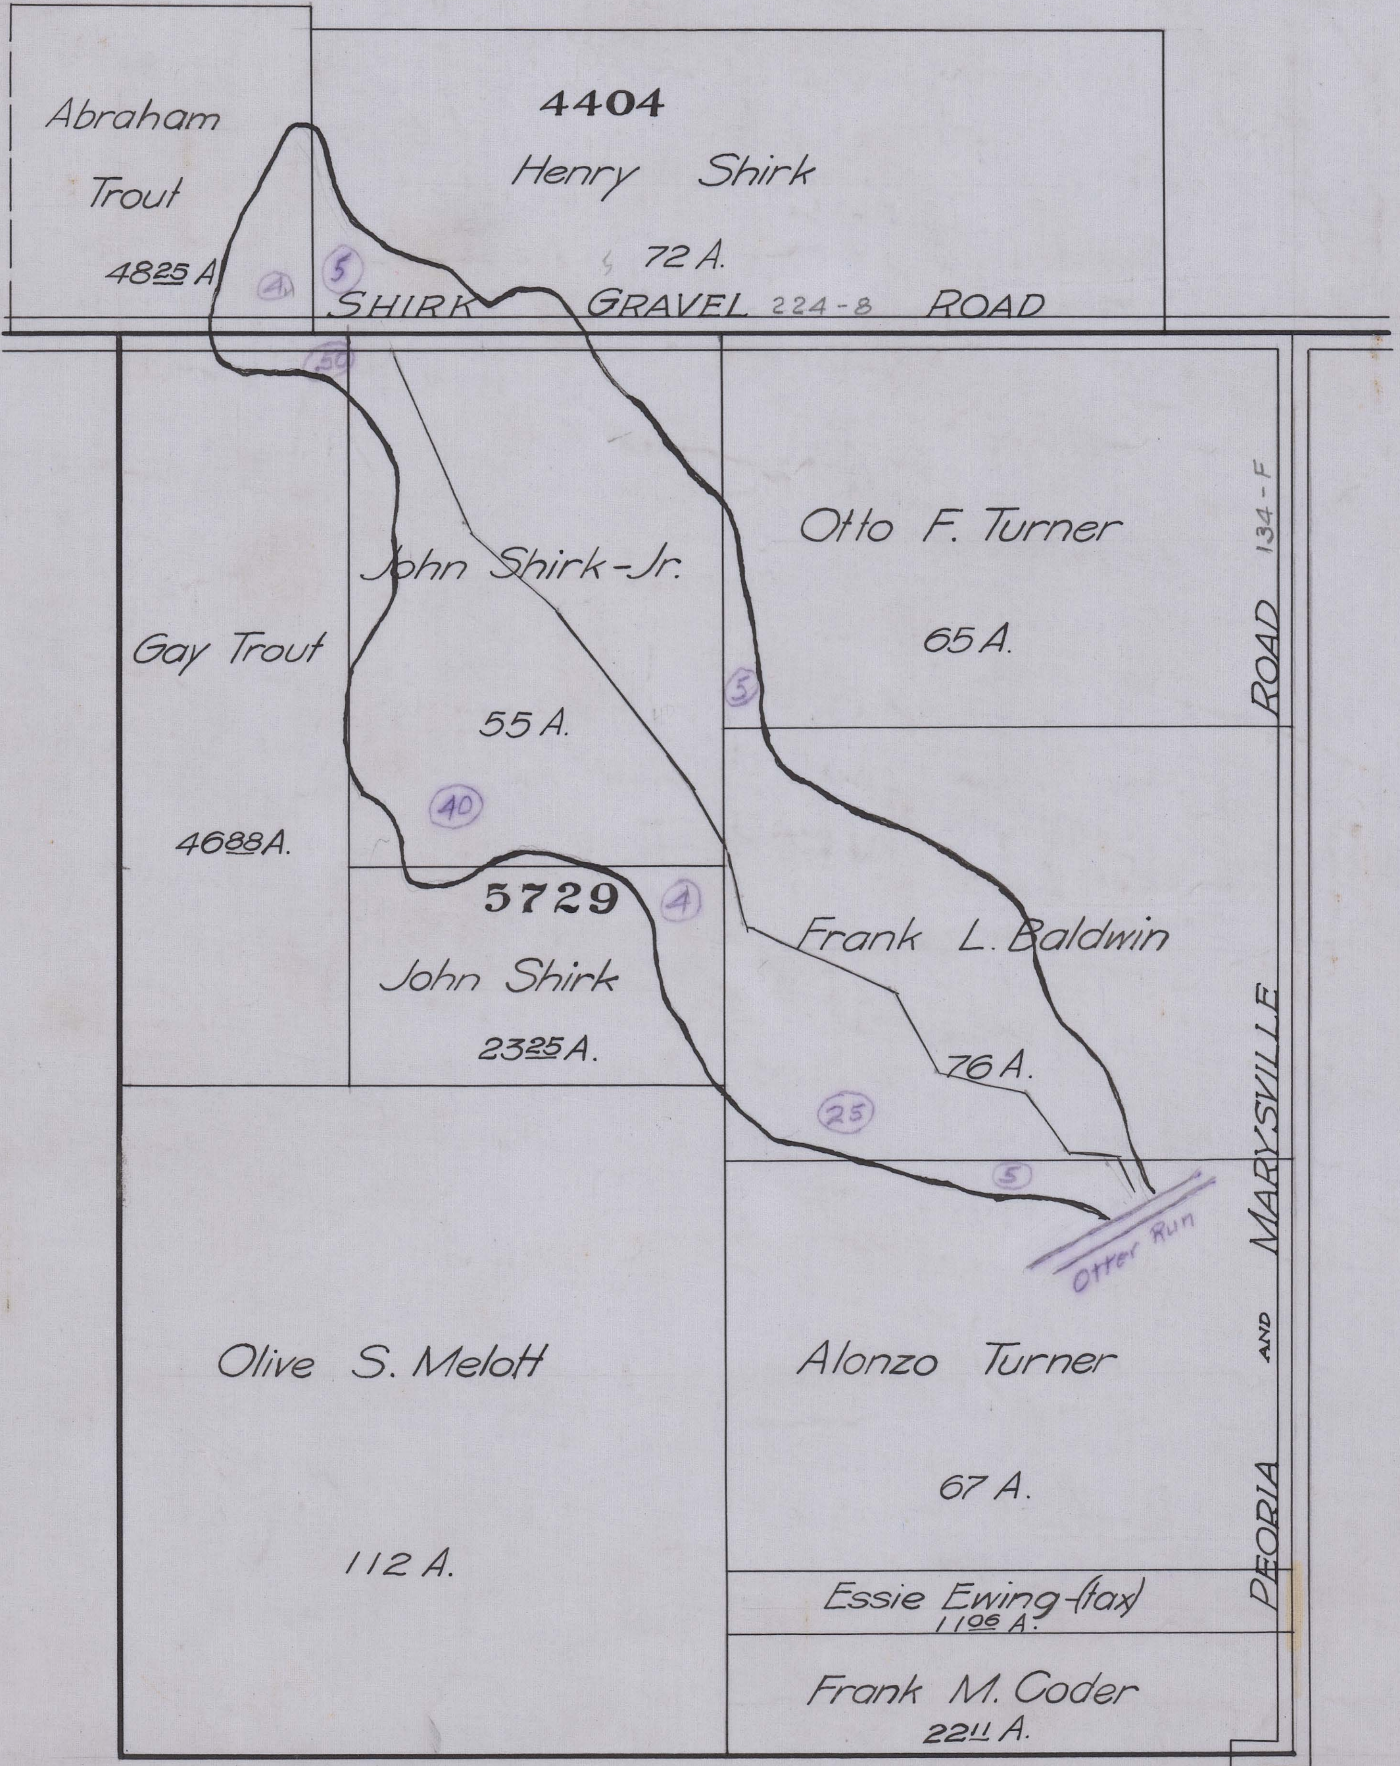 4404
Abraham
Trout
48 25 A
Henry Shirk
72 A.
4
5
SHIRK GRAVEL 224-8 ROAD
50
John Shirk-Jr.
55 A.
40
Otto F. Turner
65 A.
5
Gay Trout
46 88 A.
5729
4
John Shirk
23 25 A.
Frank L. Baldwin
76 A.
25
5
Otter Run
Olive S. Melott
112 A.
Alonzo Turner
67 A.
Essie Ewing-(tax)
11 06 A.
Frank M. Coder
22 11 A.
PEORIA AND MARYSVILLE ROAD 134-F